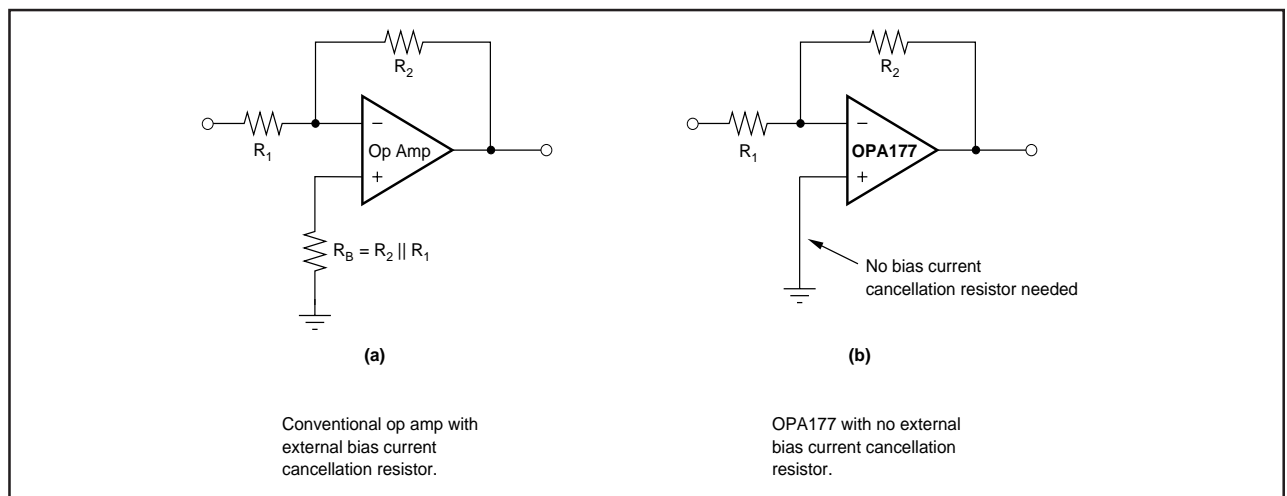 R2
−
R1
Op Amp
+
RB = R2 || R1
(a)
Conventional op amp with
external bias current
cancellation resistor.
R2
−
R1
OPA177
+
No bias current
cancellation resistor needed
(b)
OPA177 with no external
bias current cancellation
resistor.